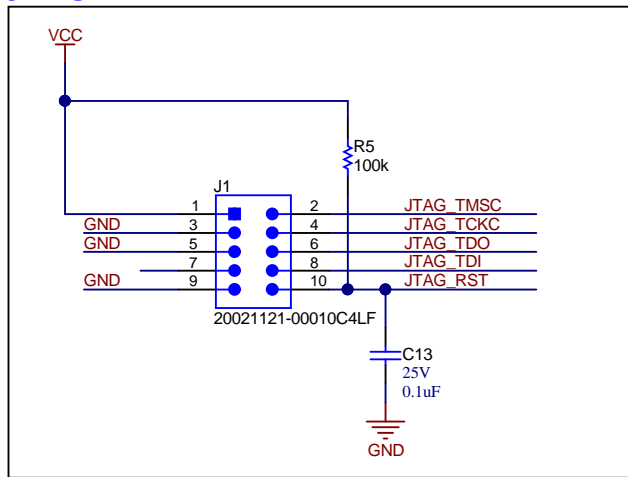 VCC
R5
100k
J1
1 2 JTAG_TMSC
GND 3 4 JTAG_TCKC
GND 5 6 JTAG_TDO
7 8 JTAG_TDI
GND 9 10 JTAG_RST
20021121-00010C4LF
C13
25V
0.1uF
GND